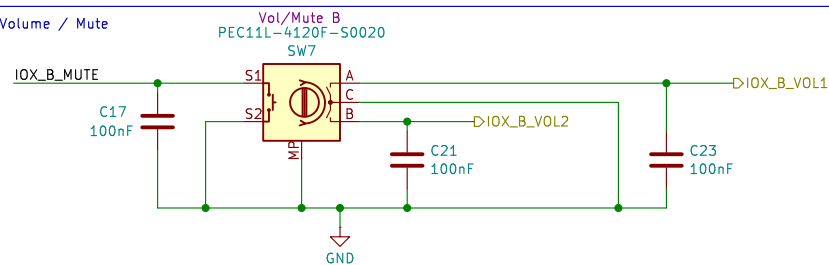 Volume / Mute
Vol/Mute B
PEC11L-4120F-S0020
SW7
IOX_B_MUTE
S1
A
IOX_B_VOL1
C
C17
100nF
S2
B
IOX_B_VOL2
MP
C21
100nF
C23
100nF
GND